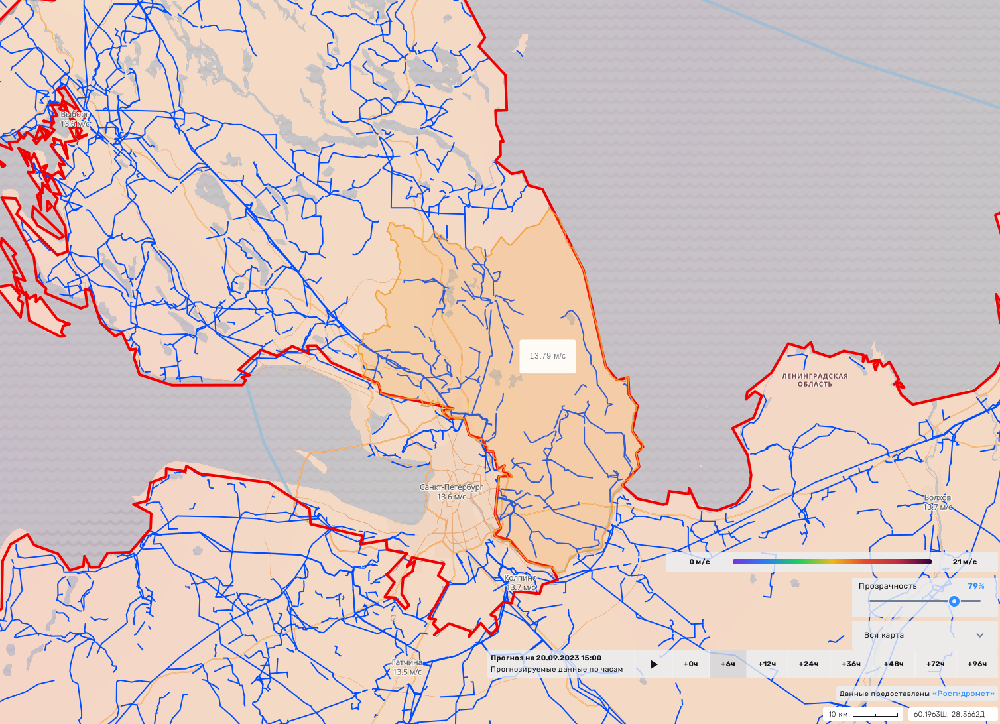 Выборг
13.6 м/с
13.79 м/с
ЛЕНИНГРАДСКАЯ
ОБЛАСТЬ
Санкт-Петербург
13.6 м/с
Волхов
13.7 м/с
0 м/с
21 м/с
Колпино
13.7 м/с
Прозрачность
79%
Вся карта
Гатчина
13.5 м/с
Прогноз на 20.09.2023 15:00
Прогнозируемые данные по часам
+0ч
+6ч
+12ч
+24ч
+36ч
+48ч
+72ч
+96ч
Данные предоставлены «Росгидромет»
10 км
60.1963Ш, 28.3662Д